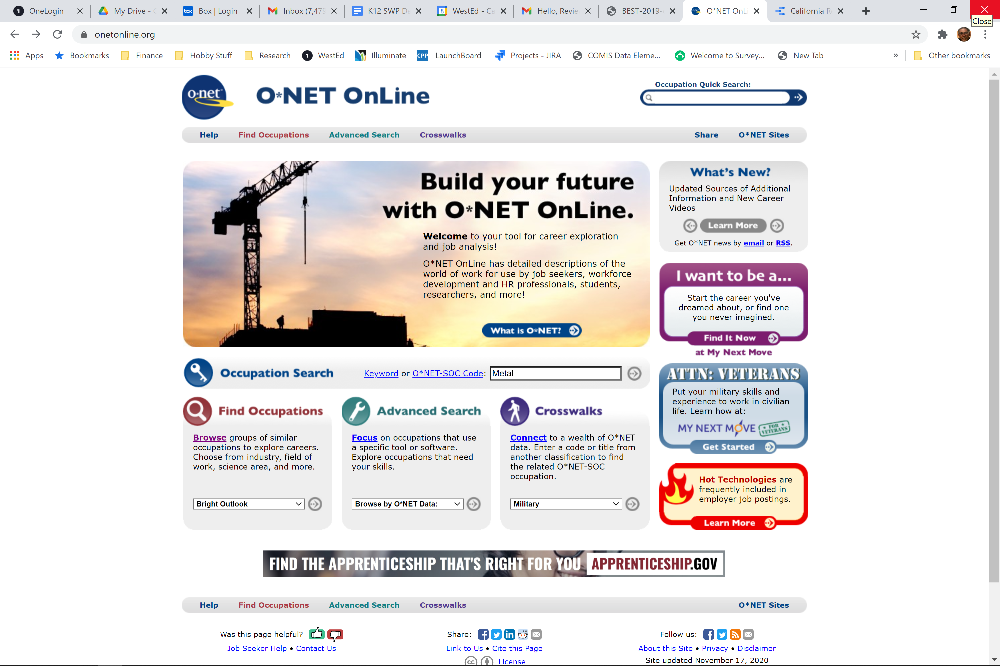 OneLogin
My Drive -
Box | Login
Inbox (7,479
K12 SWP Da
8 WestEd - Ca
Hello, Revie
BEST-2019-
O*NET OnLi
California R
Close
onetonline.org
Apps
Bookmarks
Finance
Hobby Stuff
Research
WestEd
Illuminate
CPP LaunchBoard
Projects - JIRA
COMIS Data Eleme...
Welcome to Survey...
New Tab
»
Other bookmarks
o*net
O*NET OnLine
Occupation Quick Search:
Help Find Occupations Advanced Search Crosswalks Share O*NET Sites
Build your future
with O*NET OnLine.
Welcome to your tool for career exploration
and job analysis!
O*NET OnLine has detailed descriptions of the
world of work for use by job seekers, workforce
development and HR professionals, students,
researchers, and more!
What is O*NET?
What's New?
Updated Sources of Additional
Information and New Career
Videos
Learn More
Get O*NET news by email or RSS.
I want to be a...
Start the career you've
dreamed about, or find one
you never imagined.
Find It Now
at My Next Move
Occupation Search
Keyword or O*NET-SOC Code: Metal
Find Occupations
Browse groups of similar
occupations to explore careers.
Choose from industry, field of
work, science area, and more.
Bright Outlook
Advanced Search
Focus on occupations that use
a specific tool or software.
Explore occupations that need
your skills.
Browse by O*NET Data:
Crosswalks
Connect to a wealth of O*NET
data. Enter a code or title from
another classification to find
the related O*NET-SOC
occupation.
Military
ATTN: VETERANS
Put your military skills and
experience to work in civilian
life. Learn how at:
MY NEXT MOVE FOR VETERANS
Get Started
Hot Technologies are
frequently included in
employer job postings.
Learn More
FIND THE APPRENTICESHIP THAT'S RIGHT FOR YOU APPRENTICESHIP.GOV
Help Find Occupations Advanced Search Crosswalks O*NET Sites
Was this page helpful?
Job Seeker Help • Contact Us
Share:
Link to Us • Cite this Page
cc License
Follow us:
About this Site • Privacy • Disclaimer
Site updated November 17, 2020